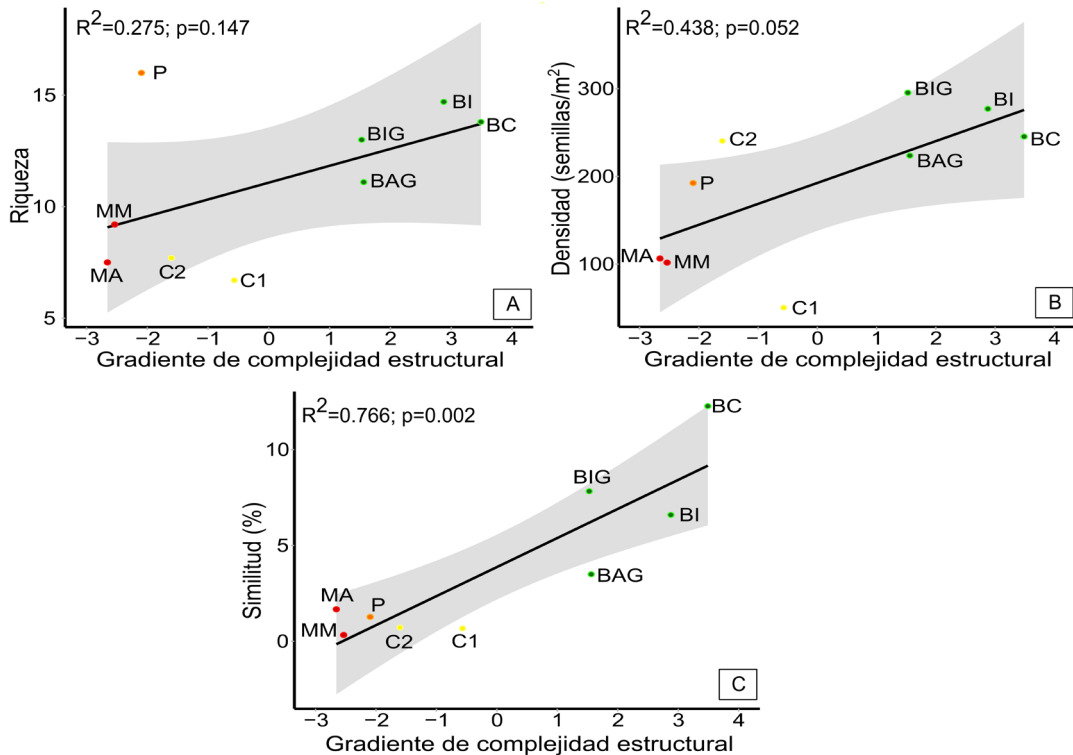 R²=0.275; p=0.147
Riqueza
15
10
5
P
BI
BC
BIG
BAG
MM
MA
C2
C1
A
−3 −2 −1 0 1 2 3 4
Gradiente de complejidad estructural
R²=0.438; p=0.052
Densidad (semillas/m²)
300
200
100
BIG
BI
BC
C2
BAG
P
MA
MM
C1
B
−3 −2 −1 0 1 2 3 4
Gradiente de complejidad estructural
R²=0.766; p=0.002
Similitud (%)
10
5
0
BC
BIG
BI
BAG
MA
P
MM
C2
C1
C
−3 −2 −1 0 1 2 3 4
Gradiente de complejidad estructural